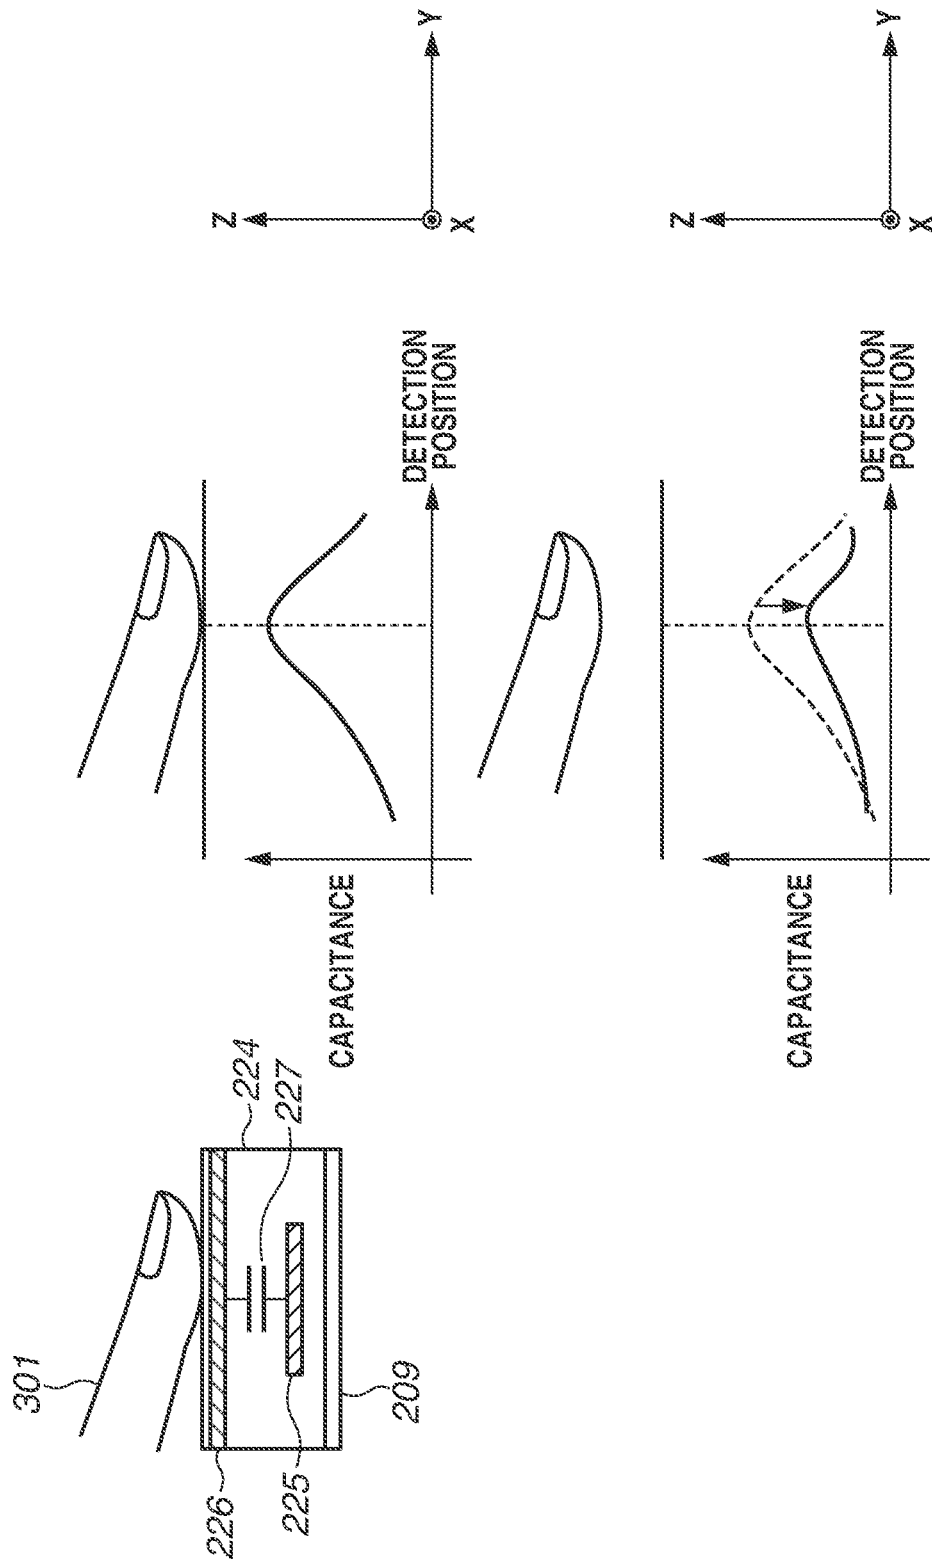 301
226
225
209
224
227
CAPACITANCE
DETECTION
POSITION
Z
Y
X
CAPACITANCE
DETECTION
POSITION
Z
Y
X